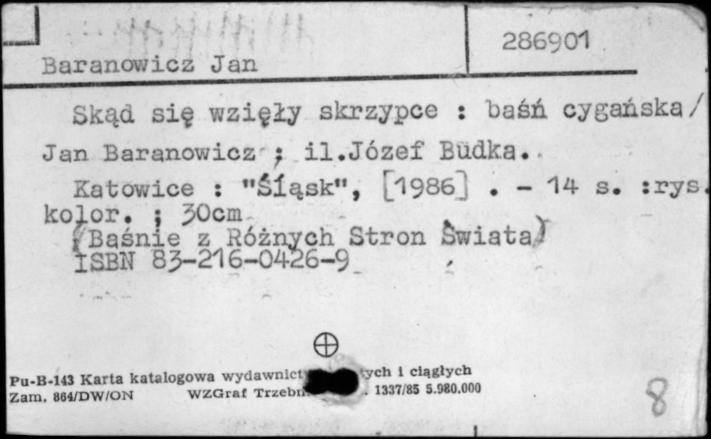 286901
Baranowicz Jan
Skąd się wzięły skrzypce : baśń cygańska/
Jan Baranowicz ; il.Józef Budka.
Katowice : "Śląsk", [1986] . - 14 s. :rys.
kolor. ; 30cm
(Baśnie z Różnych Stron Świata)
ISBN 83-216-0426-9
Pu-B-143 Karta katalogowa wydawnict ych i ciągłych
Zam. 864/DW/ON WZGraf Trzebn 1337/85 5.980.000
8